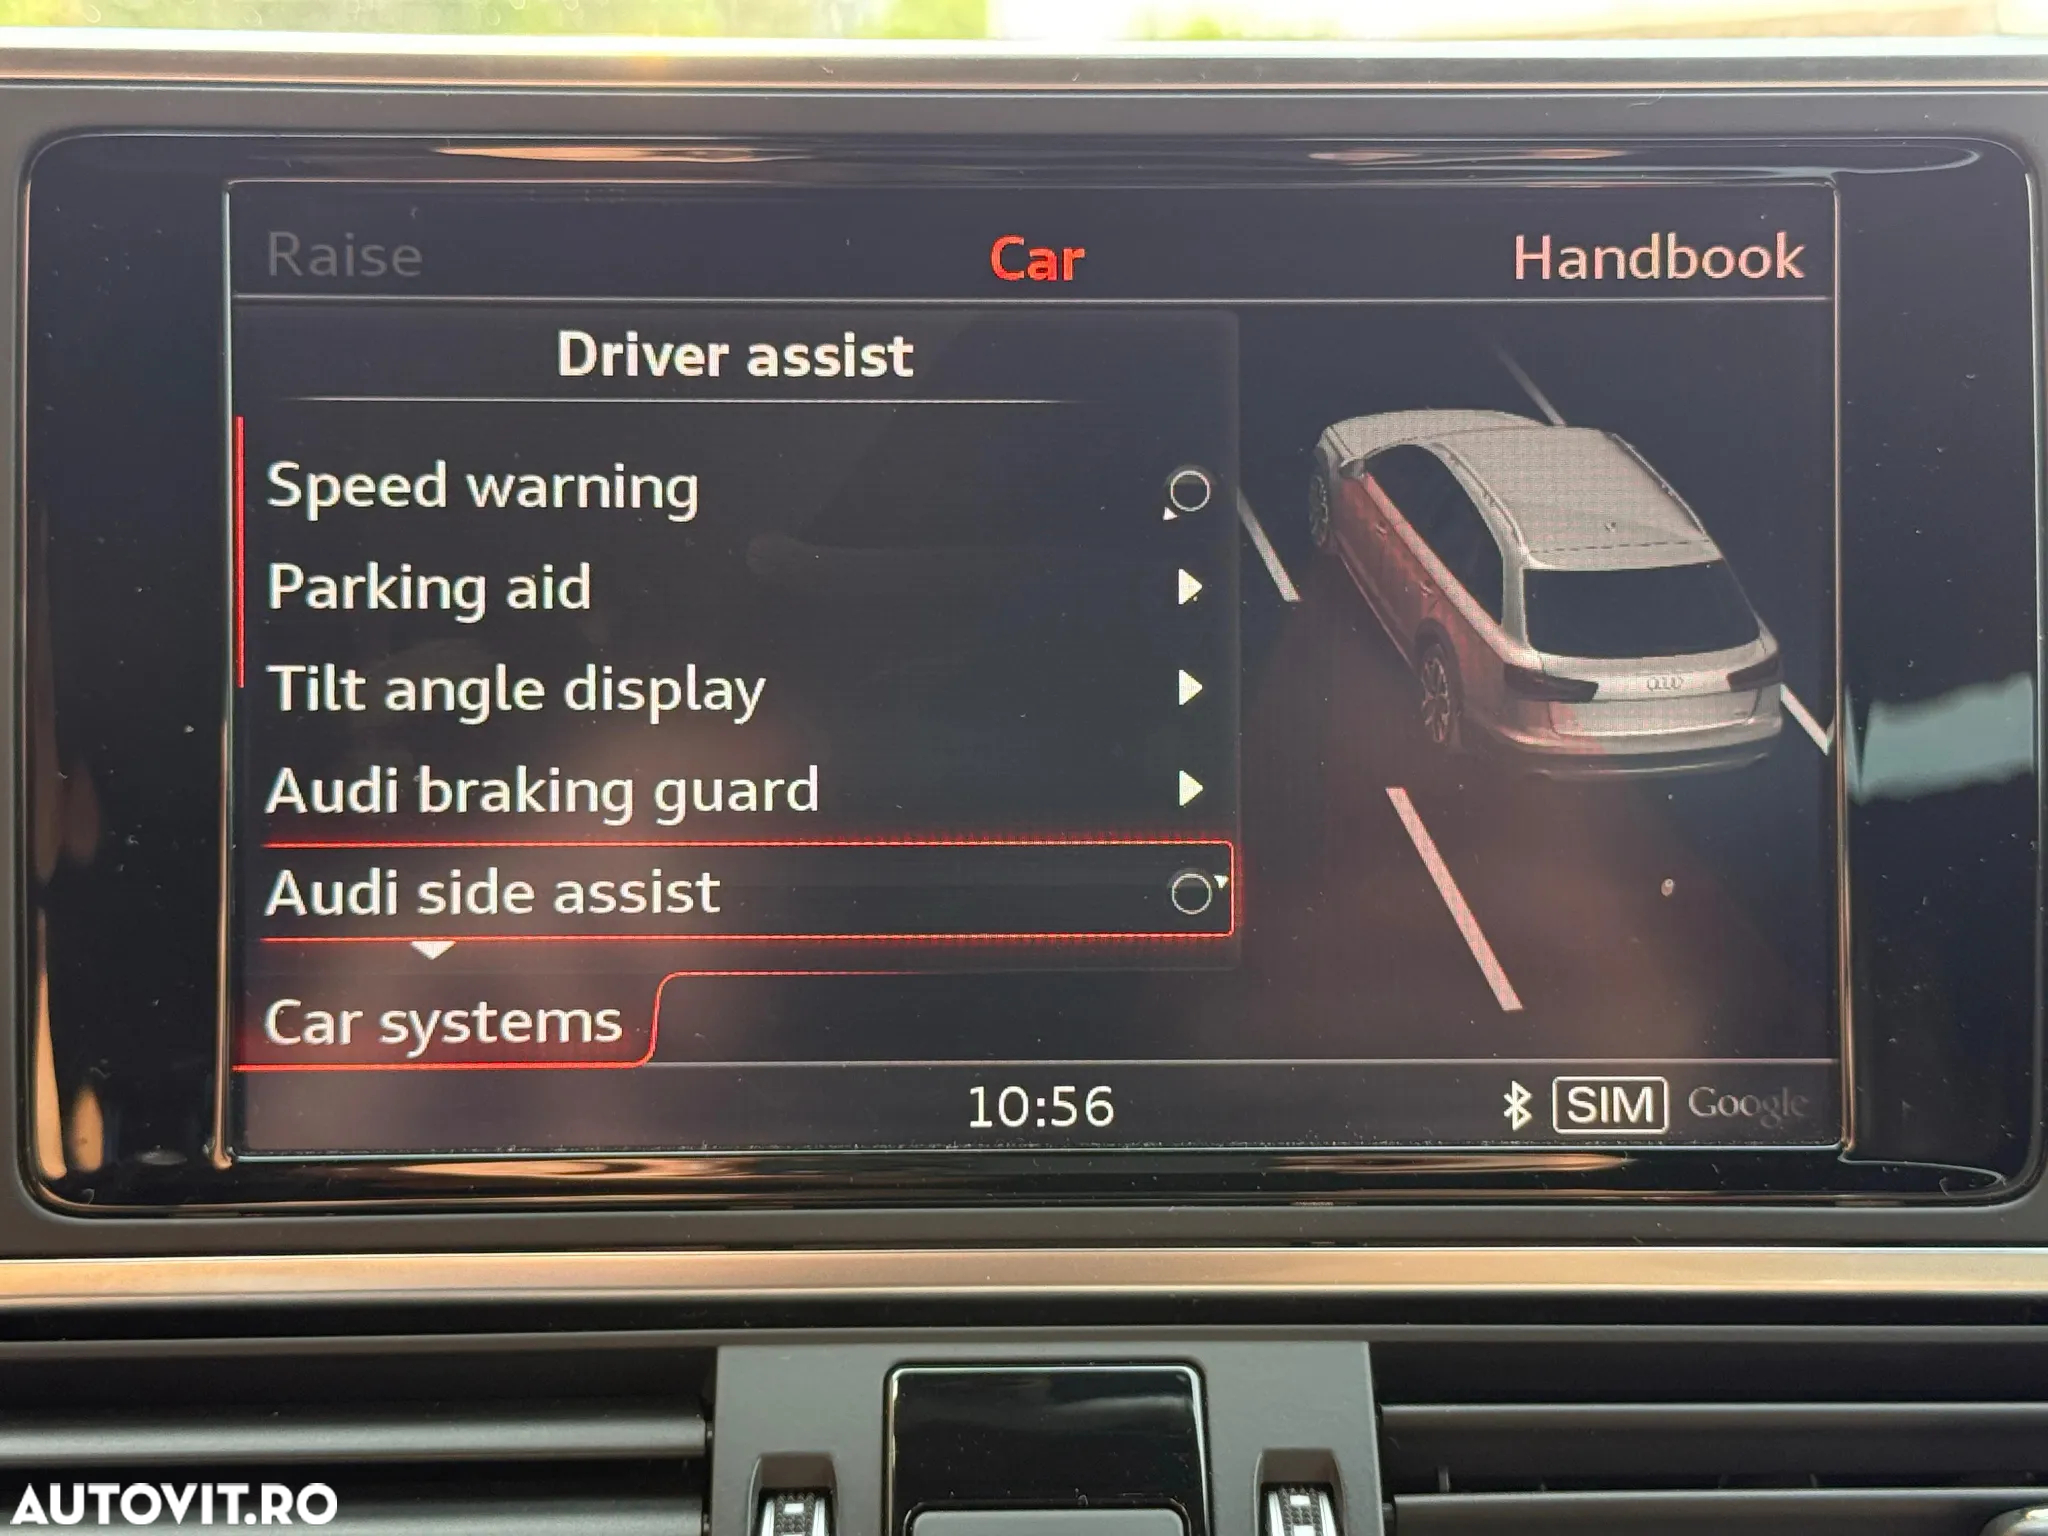 Raise Car Handbook
Driver assist
Speed warning
Parking aid
Tilt angle display
Audi braking guard
Audi side assist
Car systems
10:56 SIM Google
AUTOVIT.RO